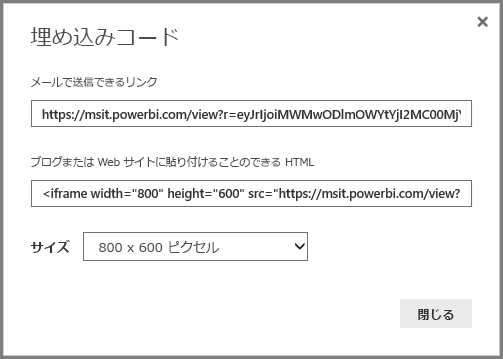 埋め込みコード
メールで送信できるリンク
https://msit.powerbi.com/view?r=eyJrIjoiMWMwODlmOWYtYjI2MC00Mj
ブログまたは Web サイトに貼り付けることのできる HTML
<iframe width="800" height="600" src="https://msit.powerbi.com/view?
サイズ 800 x 600 ピクセル
閉じる